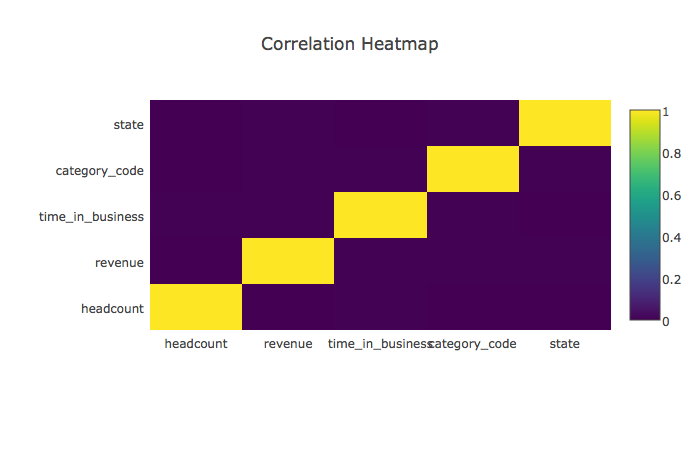 Correlation Heatmap
state
category_code
time_in_business
revenue
headcount
headcount revenue time_in_business category_code state
1
0.8
0.6
0.4
0.2
0